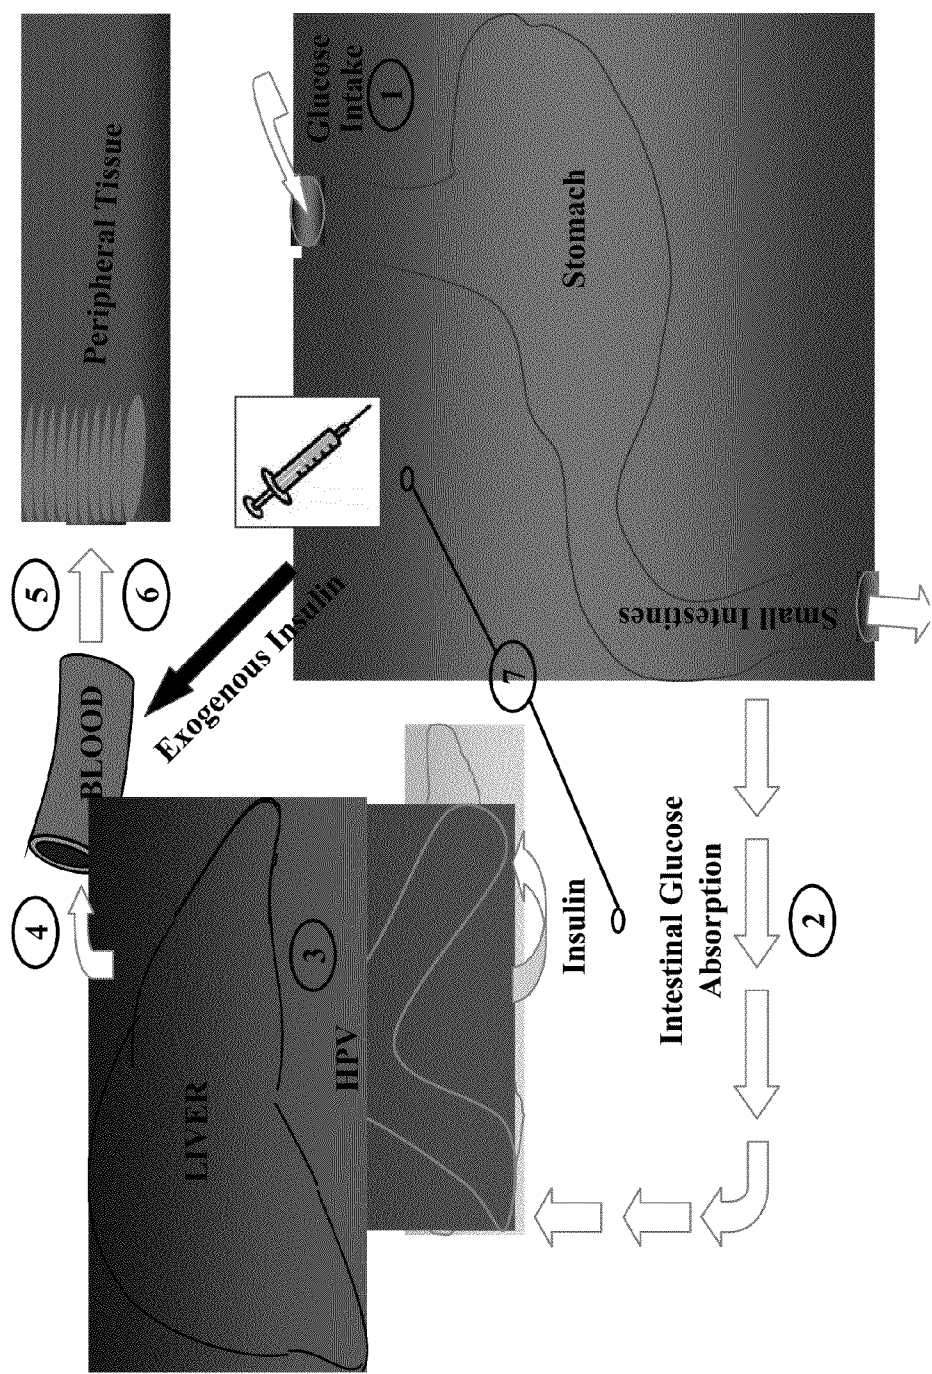 Glucose
Intake
1
Stomach
Small Intestines
Intestinal Glucose
Absorption
2
Insulin
HPV
3
LIVER
4
BLOOD
5
6
Peripheral Tissue
Exogenous Insulin
7